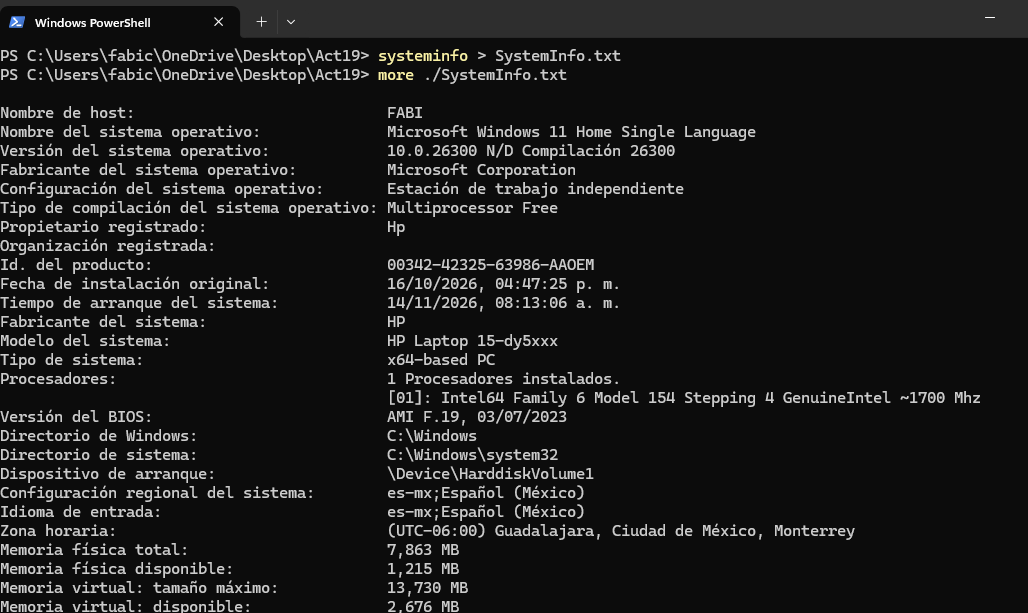 Windows PowerShell
PS C:\Users\fabic\OneDrive\Desktop\Act19> systeminfo > SystemInfo.txt
PS C:\Users\fabic\OneDrive\Desktop\Act19> more ./SystemInfo.txt
Nombre de host: FABI
Nombre del sistema operativo: Microsoft Windows 11 Home Single Language
Versión del sistema operativo: 10.0.26300 N/D Compilación 26300
Fabricante del sistema operativo: Microsoft Corporation
Configuración del sistema operativo: Estación de trabajo independiente
Tipo de compilación del sistema operativo: Multiprocessor Free
Propietario registrado: Hp
Organización registrada:
Id. del producto: 00342-42325-63986-AAOEM
Fecha de instalación original: 16/10/2026, 04:47:25 p. m.
Tiempo de arranque del sistema: 14/11/2026, 08:13:06 a. m.
Fabricante del sistema: HP
Modelo del sistema: HP Laptop 15-dy5xxx
Tipo de sistema: x64-based PC
Procesadores: 1 Procesadores instalados.
[01]: Intel64 Family 6 Model 154 Stepping 4 GenuineIntel ~1700 Mhz
Versión del BIOS: AMI F.19, 03/07/2023
Directorio de Windows: C:\Windows
Directorio de sistema: C:\Windows\system32
Dispositivo de arranque: \Device\HarddiskVolume1
Configuración regional del sistema: es-mx;Español (México)
Idioma de entrada: es-mx;Español (México)
Zona horaria: (UTC-06:00) Guadalajara, Ciudad de México, Monterrey
Memoria física total: 7,863 MB
Memoria física disponible: 1,215 MB
Memoria virtual: tamaño máximo: 13,730 MB
Memoria virtual: disponible: 2,676 MB